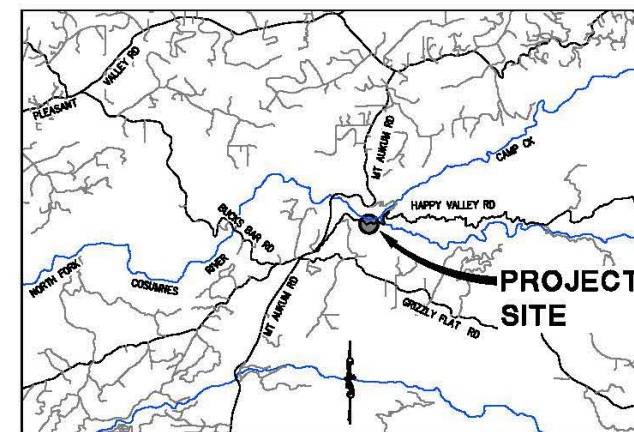 PLEASANT
VALLEY RD
MT AUKUM RD
CAMP CK
HAPPY VALLEY RD
BUCKS BAR RD
NORTH FORK
COSUMNES
RIVER
MT AUKUM RD
GRIZZLY FLAT RD
PROJECT
SITE